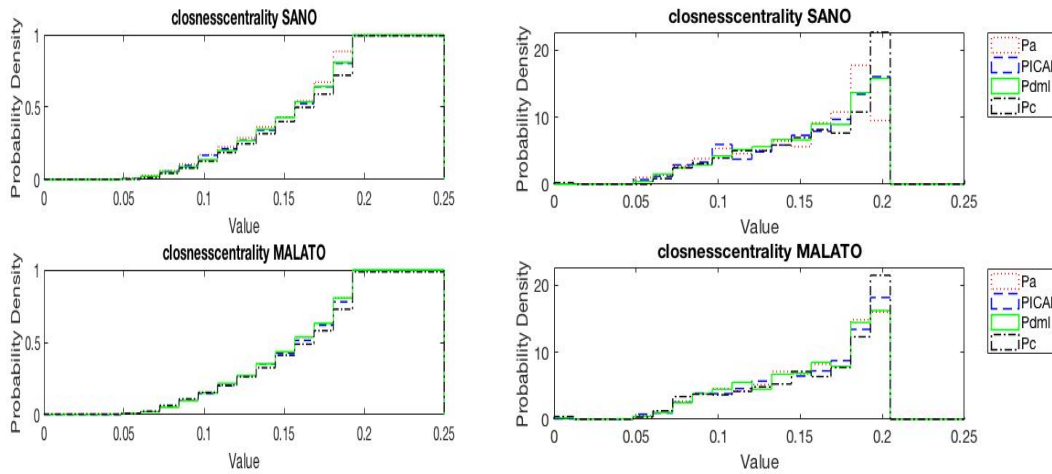 closnesscentrality SANO
Probability Density
1
0.5
0
0 0.05 0.1 0.15 0.2 0.25
Value
closnesscentrality SANO
Probability Density
20
10
0
0 0.05 0.1 0.15 0.2 0.25
Value
Pa
PICAI
Pdml
Pc
closnesscentrality MALATO
Probability Density
1
0.5
0
0 0.05 0.1 0.15 0.2 0.25
Value
closnesscentrality MALATO
Probability Density
20
10
0
0 0.05 0.1 0.15 0.2 0.25
Value
Pa
PICAI
Pdml
Pc